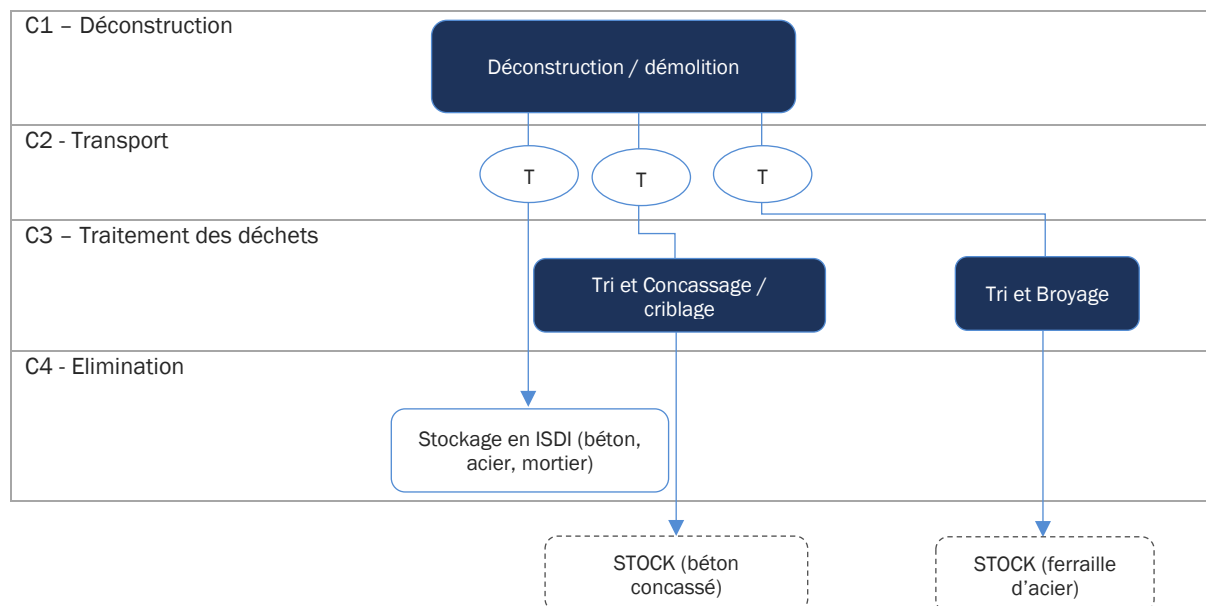 C1 – Déconstruction
Déconstruction / démolition
C2 - Transport
T
T
T
C3 – Traitement des déchets
Tri et Concassage /
criblage
Tri et Broyage
C4 - Elimination
Stockage en ISDI (béton,
acier, mortier)
STOCK (béton
concassé)
STOCK (ferraille
d’acier)